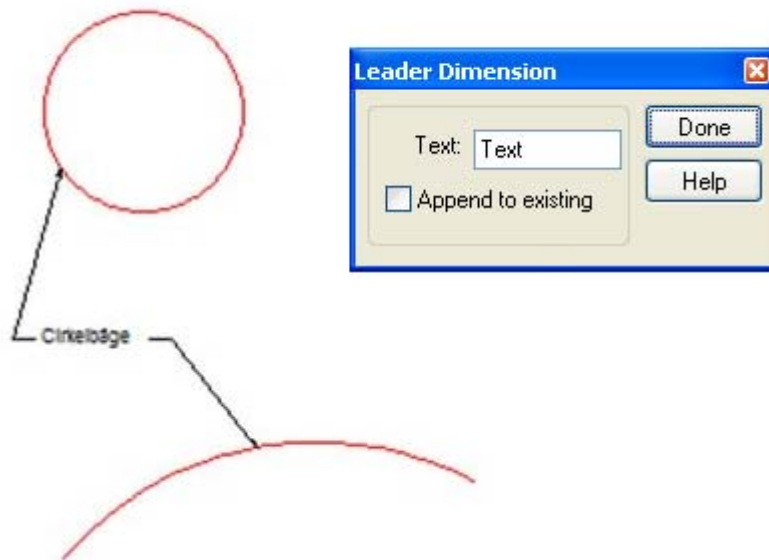 Leader Dimension
Text: Text
Done
Append to existing
Help
Cirkelbåge